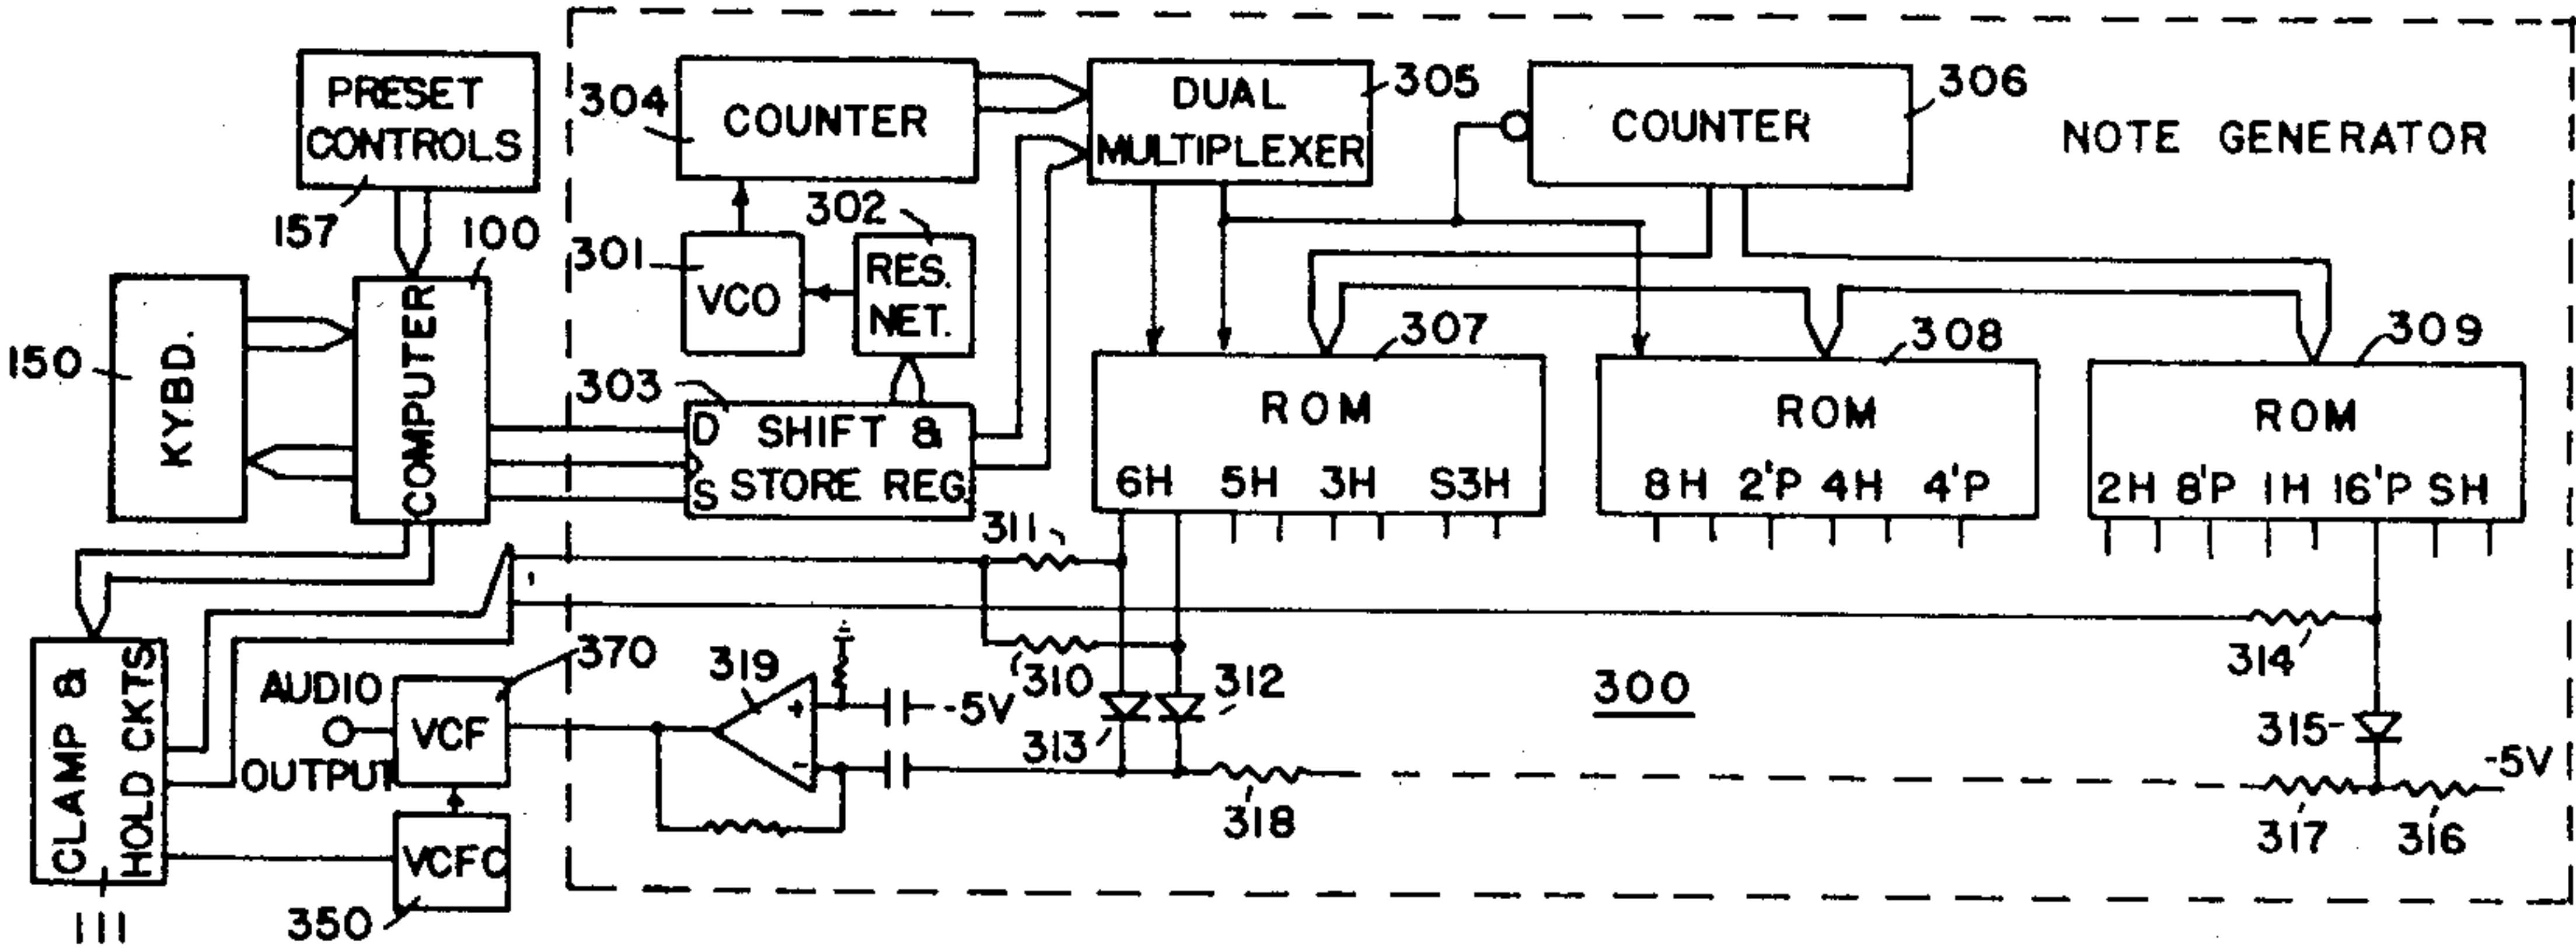 PRESET
CONTROLS
157
100
KYBD.
150
COMPUTER
304
COUNTER
DUAL
MULTIPLEXER
305
COUNTER
306
NOTE GENERATOR
301
VCO
302
RES.
NET.
303
D SHIFT &
S STORE REG
ROM
307
6H 5H 3H S3H
ROM
308
8H 2'P 4H 4'P
ROM
309
2H 8'P 1H 16'P SH
311
310
313
312
314
315
-5V
316
317
318
319
+
-
-5V
300
CLAMP &
HOLD CKTS
111
AUDIO
OUTPUT
VCF
370
VCFC
350